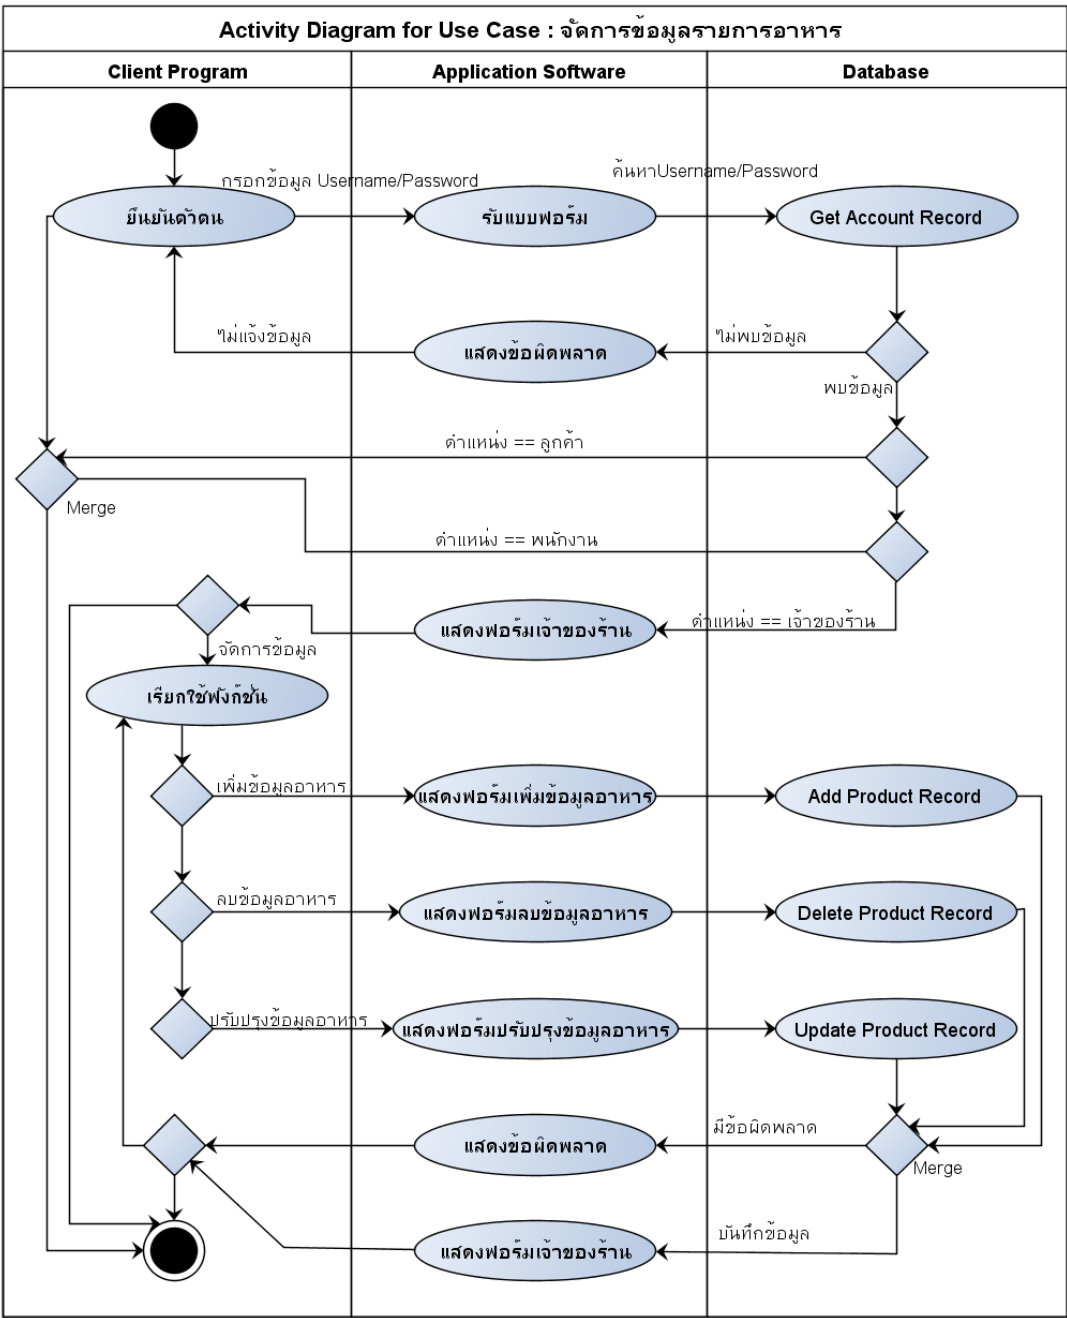 Activity Diagram for Use Case : จัดการข้อมูลรายการอาหาร
Client Program
Application Software
Database
กรอกข้อมูล Username/Password
ค้นหาUsername/Password
ยืนยันตัวตน
รับแบบฟอร์ม
Get Account Record
ไม่แจ้งข้อมูล
แสดงข้อผิดพลาด
ไม่พบข้อมูล
พบข้อมูล
ตำแหน่ง == ลูกค้า
Merge
ตำแหน่ง == พนักงาน
แสดงฟอร์มเจ้าของร้าน
ตำแหน่ง == เจ้าของร้าน
จัดการข้อมูล
เรียกใช้ฟังก์ชั่น
เพิ่มข้อมูลอาหาร
แสดงฟอร์มเพิ่มข้อมูลอาหาร
Add Product Record
ลบข้อมูลอาหาร
แสดงฟอร์มลบข้อมูลอาหาร
Delete Product Record
ปรับปรุงข้อมูลอาหาร
แสดงฟอร์มปรับปรุงข้อมูลอาหาร
Update Product Record
แสดงข้อผิดพลาด
มีข้อผิดพลาด
Merge
แสดงฟอร์มเจ้าของร้าน
บันทึกข้อมูล